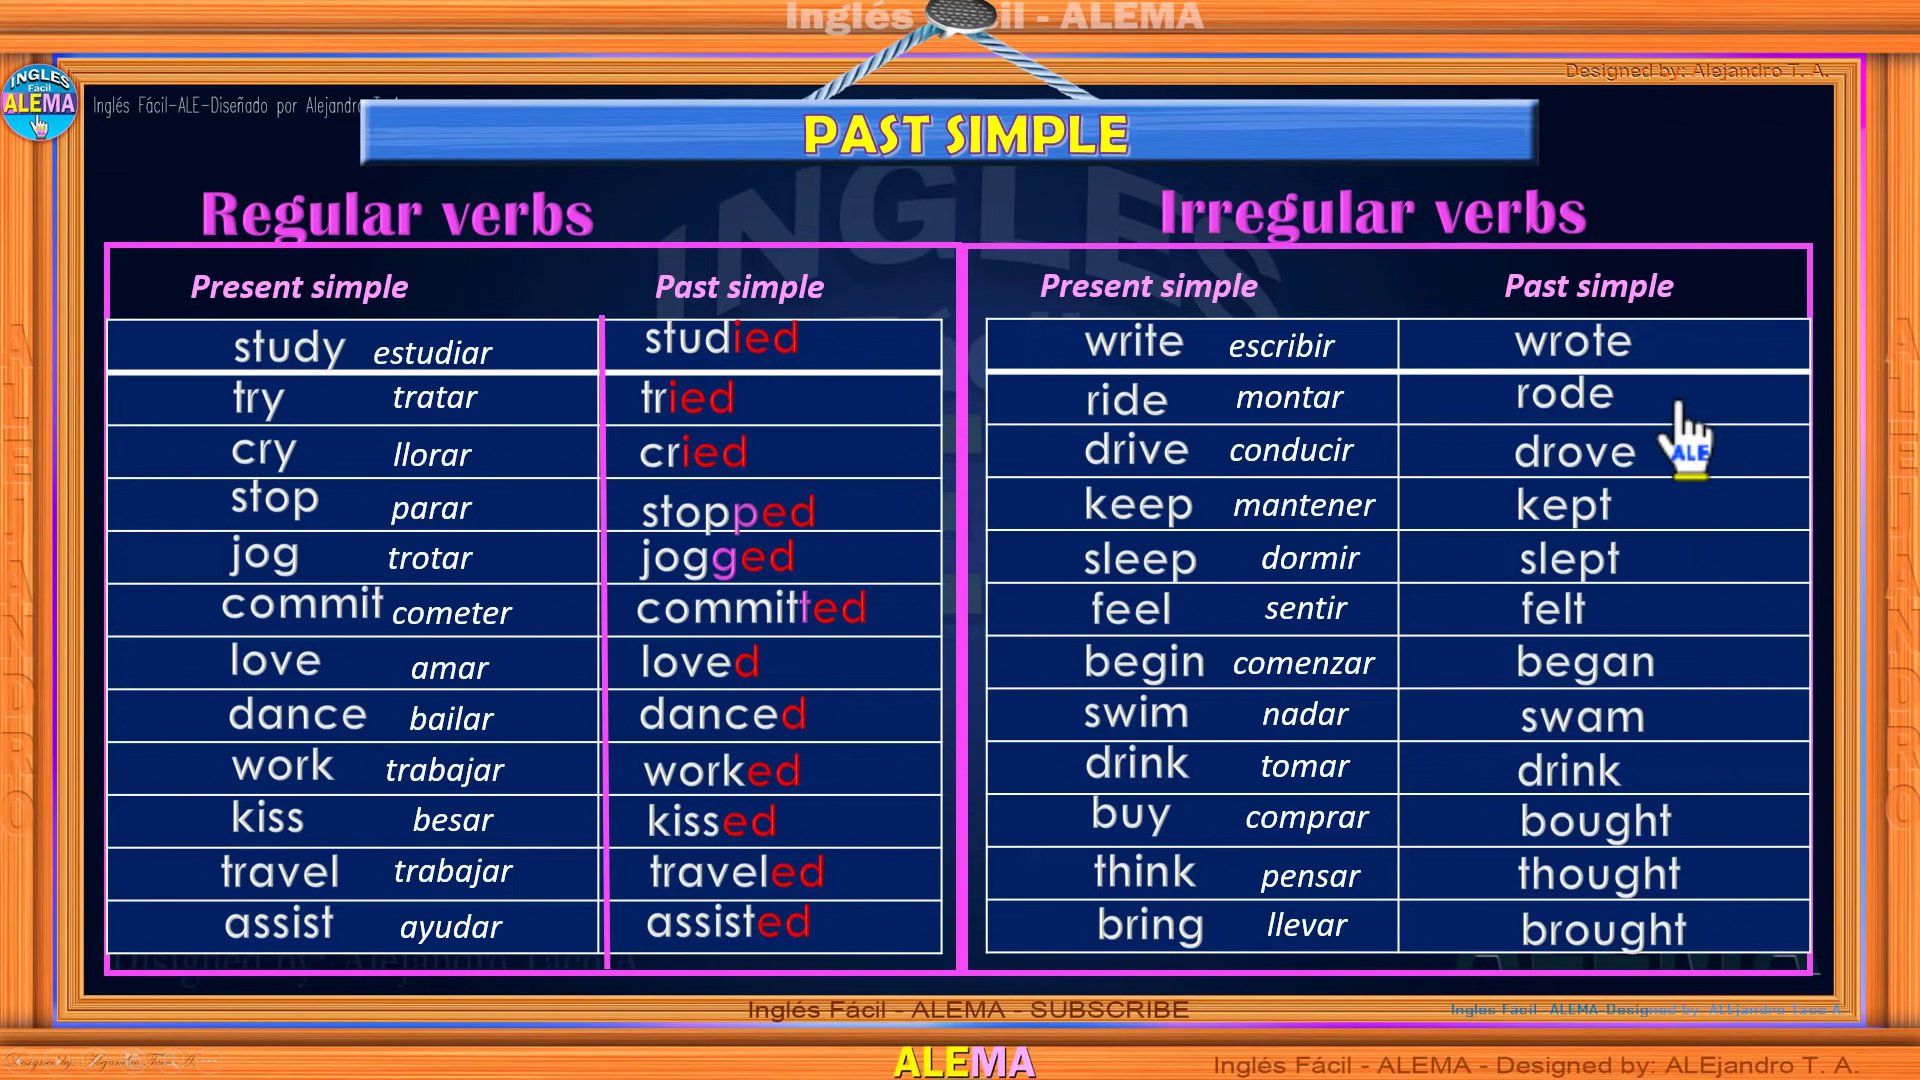 Inglés Fácil - ALEMA
Designed by: Alejandro T. A.
INGLES
Fácil
ALEMA
Inglés Fácil-ALE-Diseñado por Alejandro T. A.
PAST SIMPLE
INGLES
Regular verbs
Irregular verbs
Present simple Past simple
Present simple Past simple
study estudiar studied
try tratar tried
cry llorar cried
stop parar stopped
jog trotar jogged
commit cometer committed
love amar loved
dance bailar danced
work trabajar worked
kiss besar kissed
travel trabajar traveled
assist ayudar assisted
write escribir wrote
ride montar rode
drive conducir drove
keep mantener kept
sleep dormir slept
feel sentir felt
begin comenzar began
swim nadar swam
drink tomar drink
buy comprar bought
think pensar thought
bring llevar brought
ALE
ALEJANDRO
ALEJANDRO
Inglés Fácil - ALEMA - SUBSCRIBE
ALEMA
Inglés Fácil - ALEMA - Designed by: ALEjandro T. A.